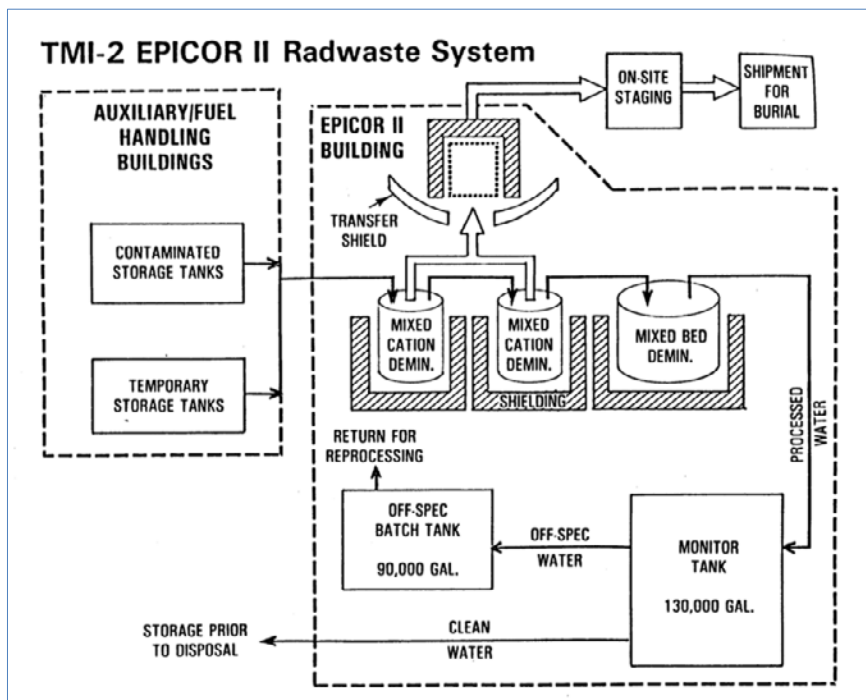 TMI-2 EPICOR II Radwaste System
AUXILIARY/FUEL
HANDLING
BUILDINGS
CONTAMINATED
STORAGE TANKS
TEMPORARY
STORAGE TANKS
EPICOR II
BUILDING
TRANSFER
SHIELD
ON-SITE
STAGING
SHIPMENT
FOR
BURIAL
MIXED
CATION
DEMIN.
MIXED
CATION
DEMIN.
MIXED BED
DEMIN.
SHIELDING
PROCESSED
WATER
RETURN FOR
REPROCESSING
OFF-SPEC
BATCH TANK
90,000 GAL.
OFF-SPEC
WATER
MONITOR
TANK
130,000 GAL.
CLEAN
WATER
STORAGE PRIOR
TO DISPOSAL